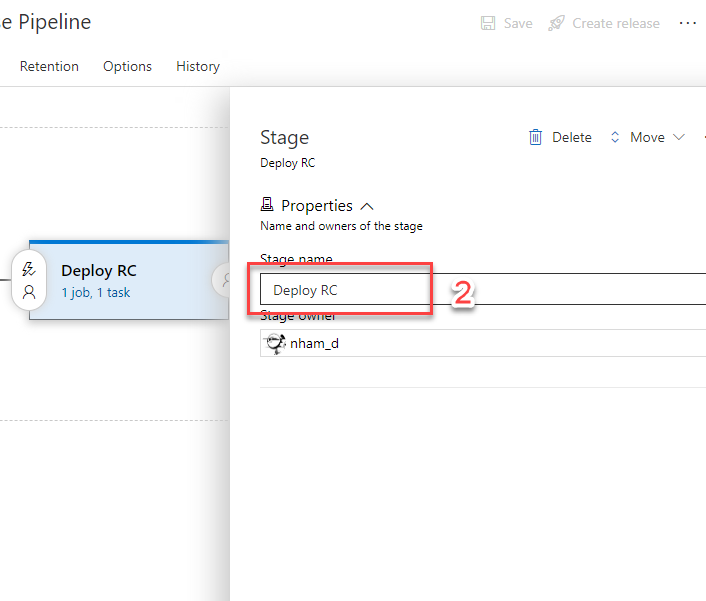 e Pipeline
Save Create release ...
Retention Options History
Stage
Delete Move
Deploy RC
Properties
Name and owners of the stage
Stage name
Deploy RC
1 job, 1 task
Deploy RC
2
Stage owner
nham_d